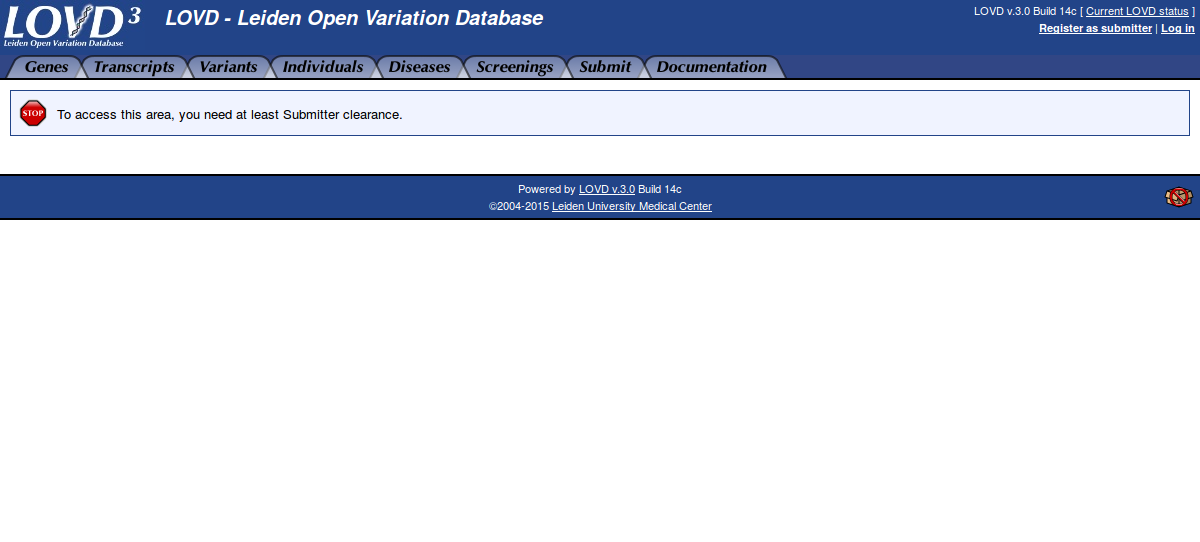 LOVD 3
Leiden Open Variation Database
LOVD - Leiden Open Variation Database
LOVD v.3.0 Build 14c [ Current LOVD status ]
Register as submitter | Log in
Genes Transcripts Variants Individuals Diseases Screenings Submit Documentation
STOP
To access this area, you need at least Submitter clearance.
Powered by LOVD v.3.0 Build 14c
©2004-2015 Leiden University Medical Center